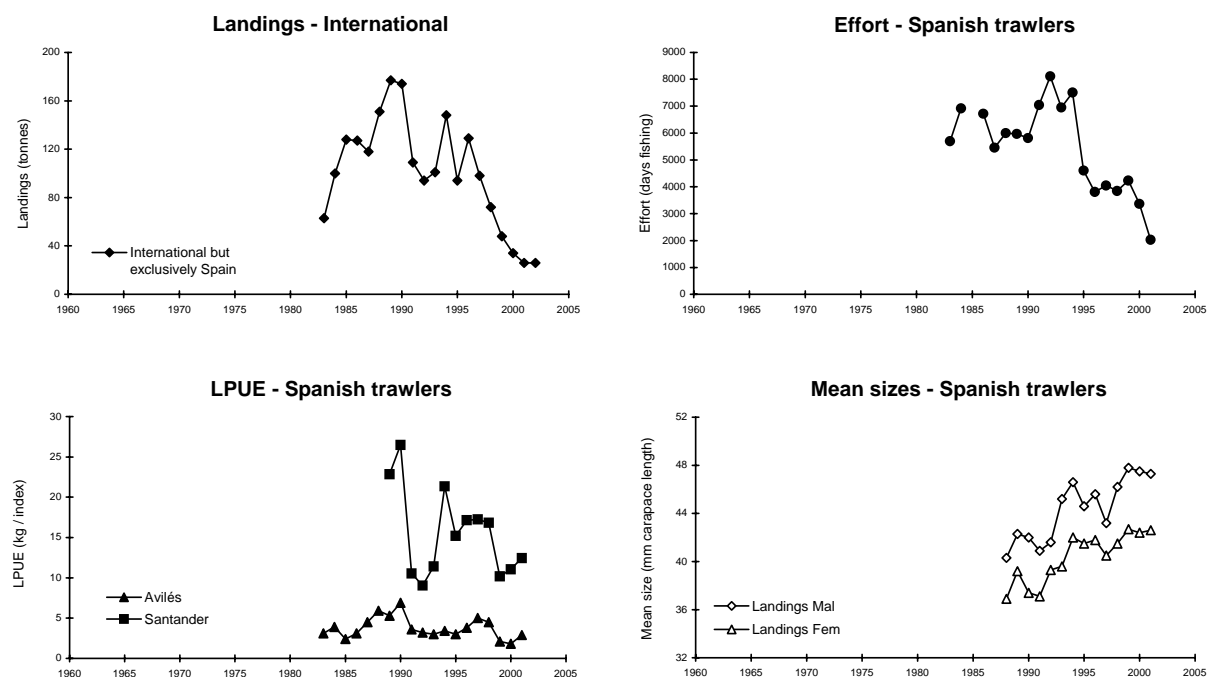 Landings - International
200
160
120
80
40
0
Landings (tonnes)
International but
exclusively Spain
1960 1965 1970 1975 1980 1985 1990 1995 2000 2005
Effort - Spanish trawlers
9000
8000
7000
6000
5000
4000
3000
2000
1000
0
Effort (days fishing)
1960 1965 1970 1975 1980 1985 1990 1995 2000 2005
LPUE - Spanish trawlers
30
25
20
15
10
5
0
LPUE (kg / index)
Avilés
Santander
1960 1965 1970 1975 1980 1985 1990 1995 2000 2005
Mean sizes - Spanish trawlers
52
48
44
40
36
32
Mean size (mm carapace length)
Landings Mal
Landings Fem
1960 1965 1970 1975 1980 1985 1990 1995 2000 2005